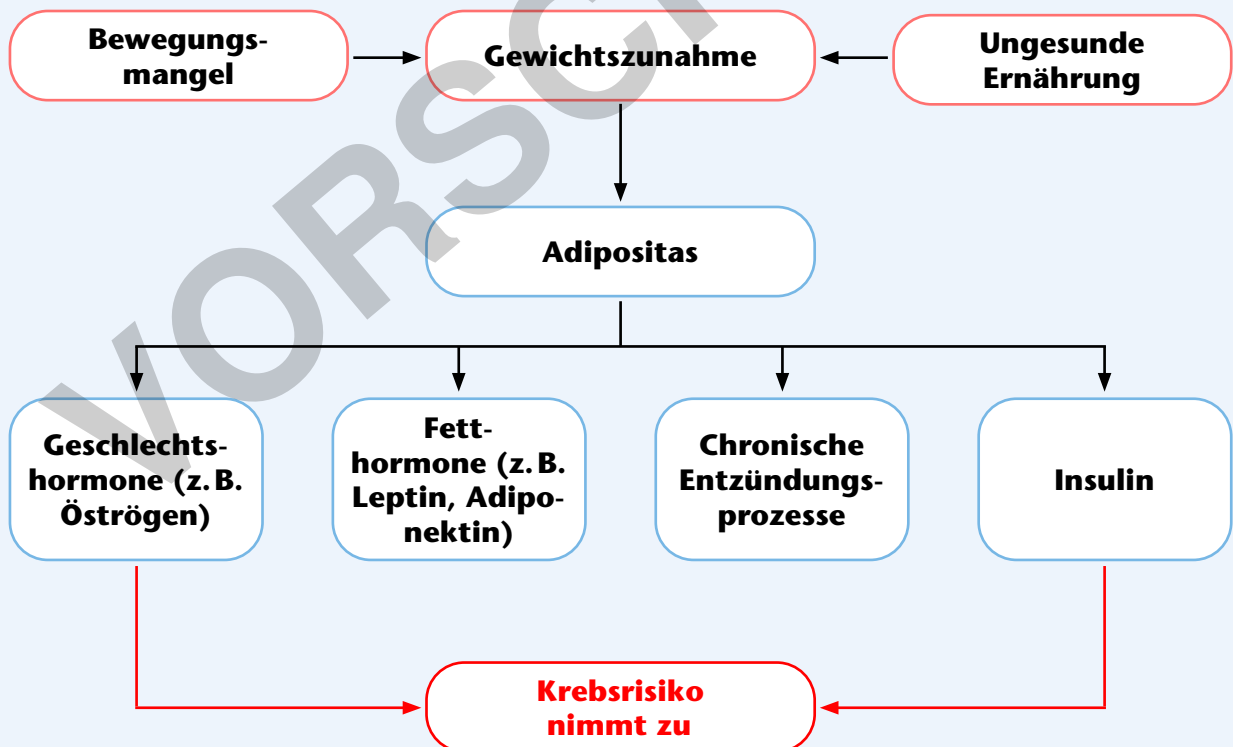 Bewegungs-
mangel
Gewichtszunahme
Ungesunde
Ernährung
Adipositas
Geschlechts-
hormone (z. B.
Öströgen)
Fett-
hormone (z. B.
Leptin, Adipo-
nektin)
Chronische
Entzündungs-
prozesse
Insulin
Krebsrisiko
nimmt zu
VORSC